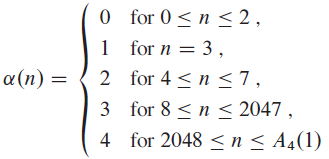 0 for 0 ≤ n ≤ 2 ,
1 for n = 3 ,
α(n) = { 2 for 4 ≤ n ≤ 7 ,
3 for 8 ≤ n ≤ 2047 ,
4 for 2048 ≤ n ≤ A₄(1)